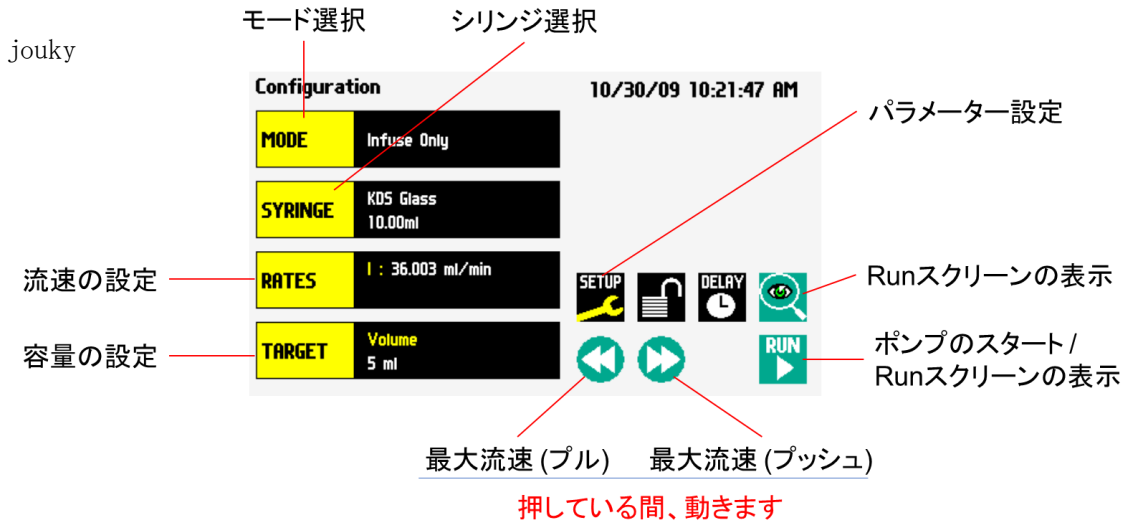 モード選択
シリンジ選択
jouky
Configuration
10/30/09 10:21:47 AM
パラメーター設定
MODE
Infuse Only
SYRINGE
KDS Glass
10.00ml
流速の設定
RATES
I : 36.003 ml/min
SETUP
DELAY
Runスクリーンの表示
容量の設定
TARGET
Volume
5 ml
RUN
ポンプのスタート /
Runスクリーンの表示
最大流速 (プル)
最大流速 (プッシュ)
押している間、動きます